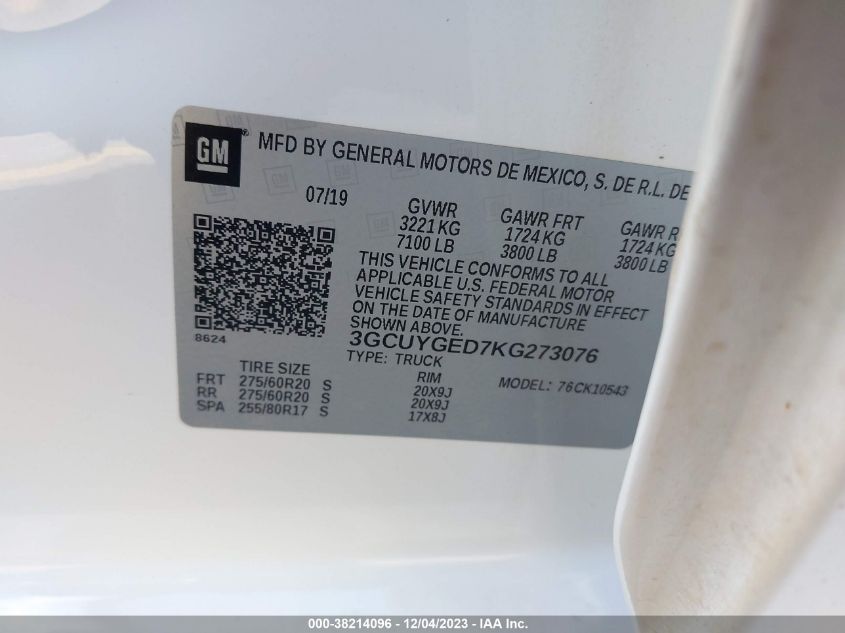 GM ® MFD BY GENERAL MOTORS DE MEXICO, S. DE R.L. DE
07/19 GVWR GAWR FRT GAWR
3221 KG 1724 KG 1724 KG
7100 LB 3800 LB 3800 LB
THIS VEHICLE CONFORMS TO ALL
APPLICABLE U.S. FEDERAL MOTOR
VEHICLE SAFETY STANDARDS IN EFFECT
ON THE DATE OF MANUFACTURE
SHOWN ABOVE.
8624
3GCUYGED7KG273076
TYPE: TRUCK
TIRE SIZE RIM MODEL: 76CK10543
FRT 275/60R20 S 20X9J
RR 275/60R20 S 20X9J
SPA 255/80R17 S 17X8J
000-38214096 - 12/04/2023 - IAA Inc.